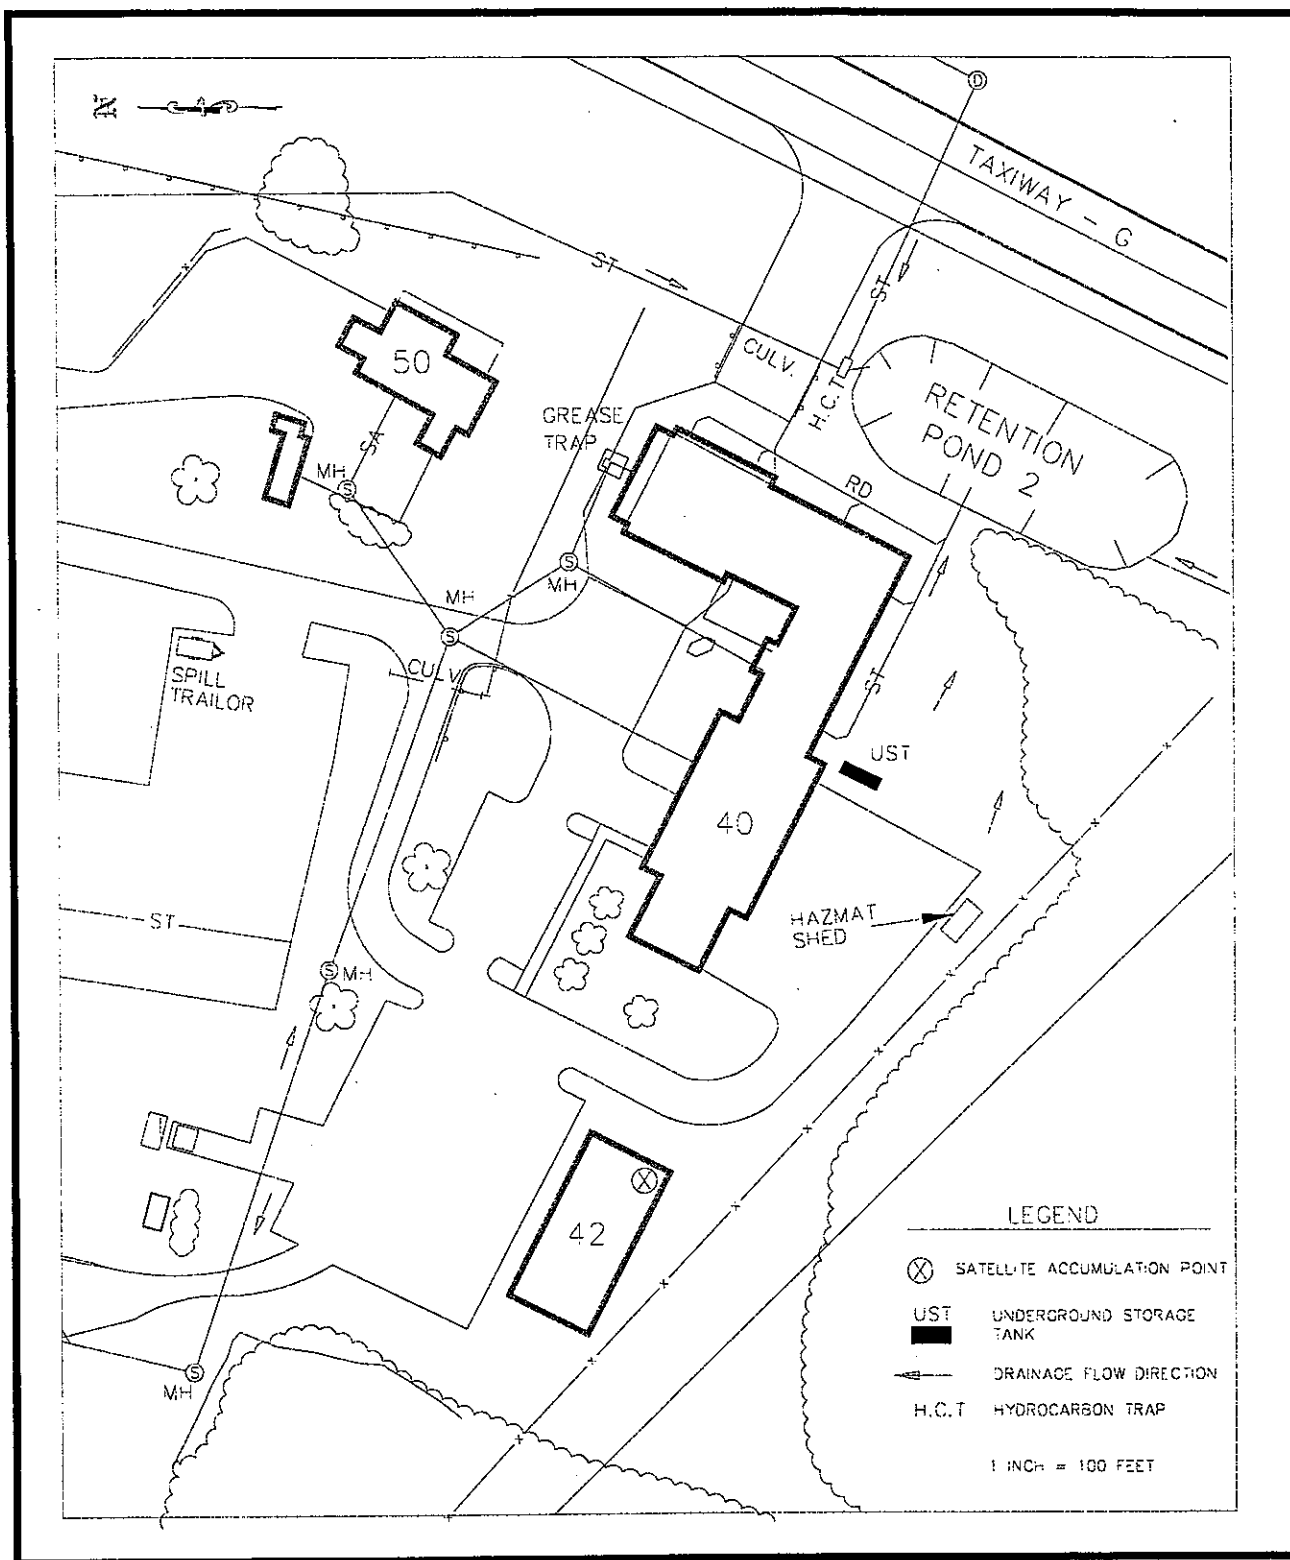 N
D
TAXIWAY - G
ST
ST
CULV.
H.C.T
RETENTION
POND 2
50
GREASE
TRAP
SA
MH
S
RD
S
MH
MH
S
CULV
SPILL
TRAILOR
ST
UST
40
HAZMAT
SHED
ST
S
MH
42
X
S
MH
LEGEND
X SATELLITE ACCUMULATION POINT
UST UNDERGROUND STORAGE
TANK
DRAINAGE FLOW DIRECTION
H.C.T HYDROCARBON TRAP
1 INCH = 100 FEET